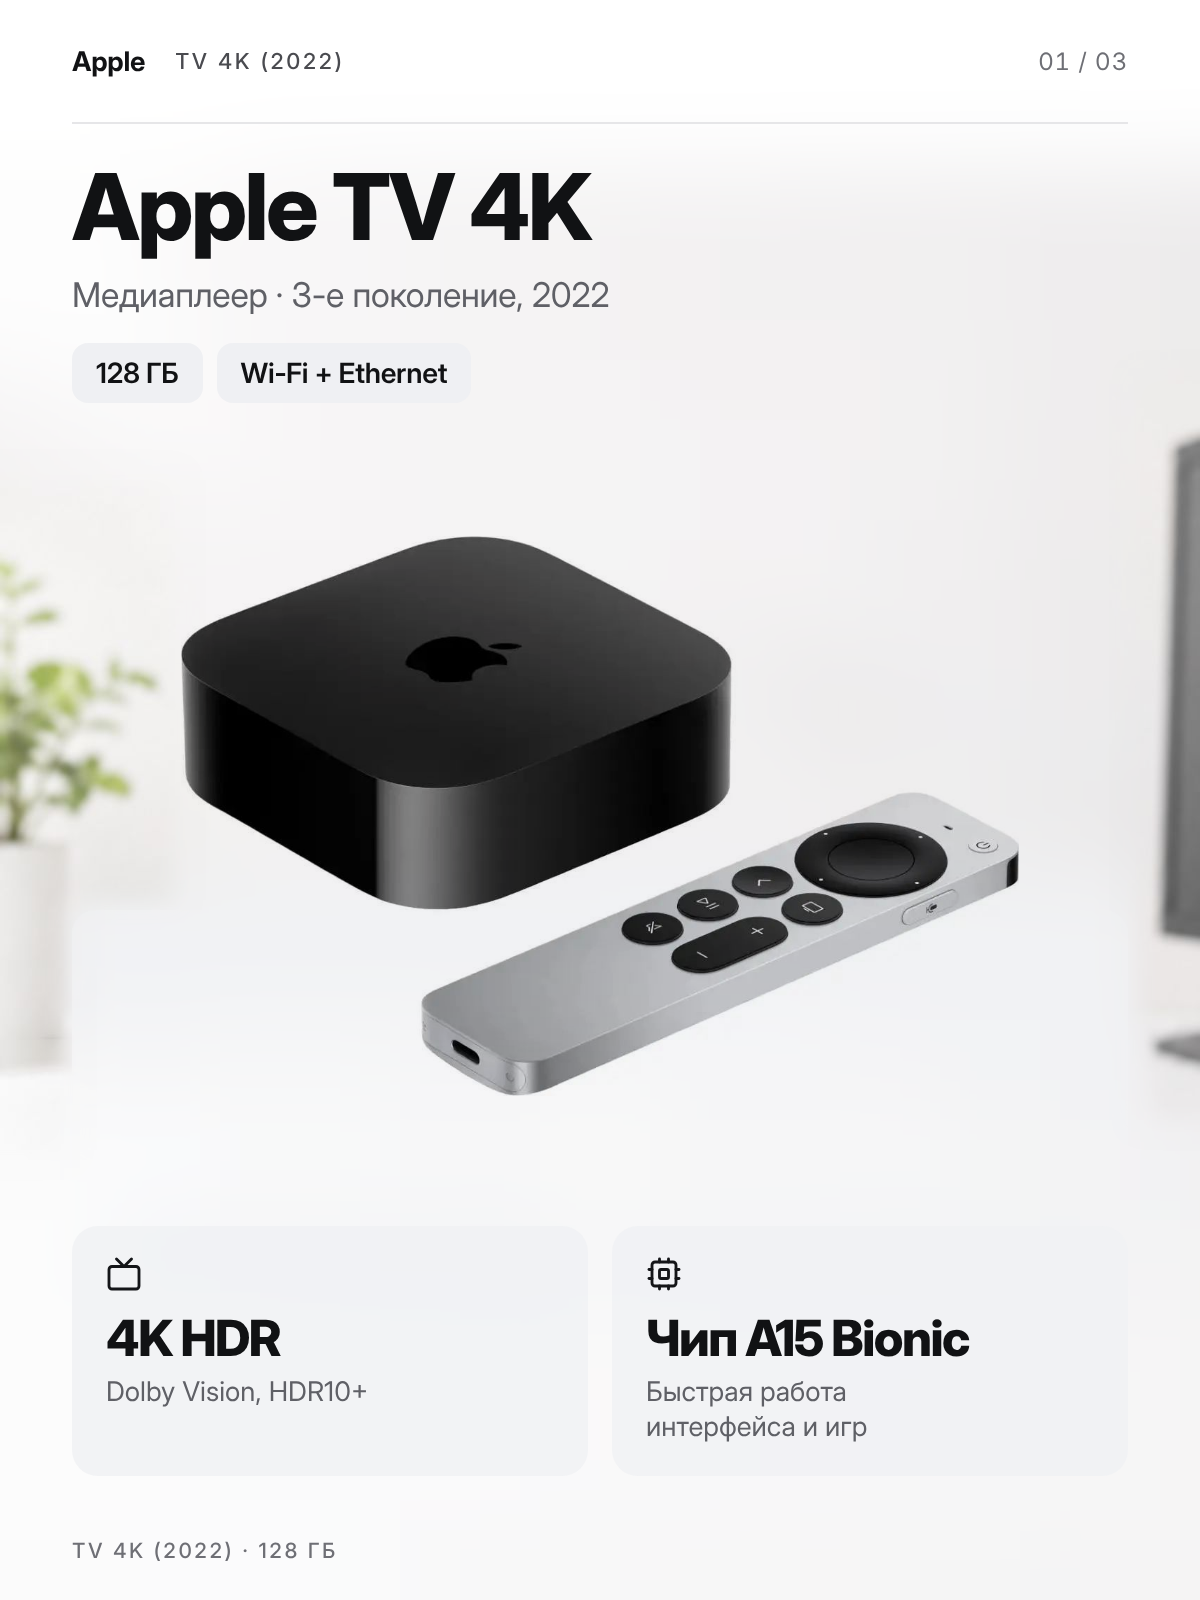 Apple TV 4K (2022) 01 / 03
Apple TV 4K
Медиаплеер · 3-е поколение, 2022
128 ГБ Wi-Fi + Ethernet
4K HDR
Dolby Vision, HDR10+
Чип A15 Bionic
Быстрая работа
интерфейса и игр
TV 4K (2022) · 128 ГБ